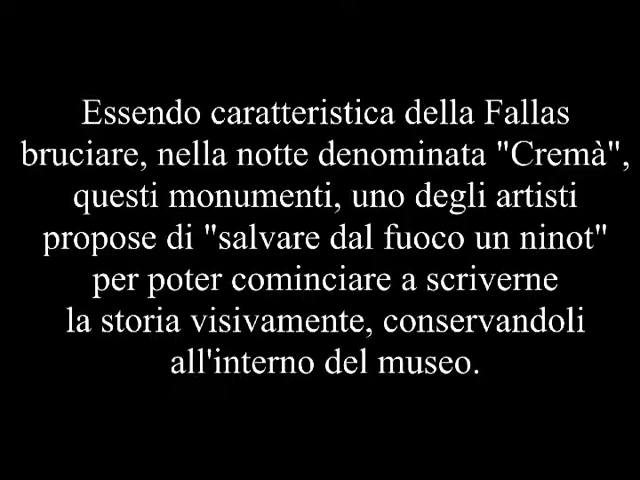 Essendo caratteristica della Fallas
bruciare, nella notte denominata "Cremà",
questi monumenti, uno degli artisti
propose di "salvare dal fuoco un ninot"
per poter cominciare a scriverne
la storia visivamente, conservandoli
all'interno del museo.